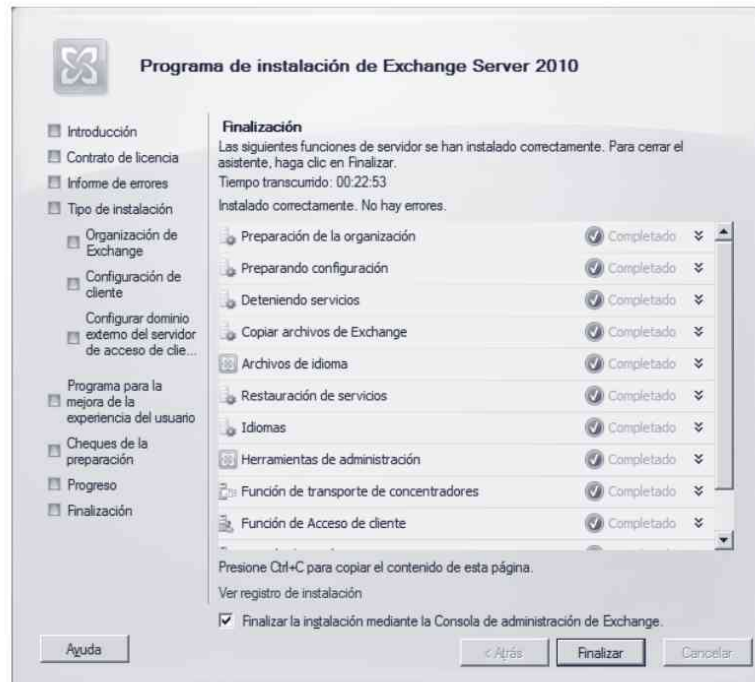 Programa de instalación de Exchange Server 2010
Introducción
Contrato de licencia
Informe de errores
Tipo de instalación
Organización de
Exchange
Configuración de
cliente
Configurar dominio
externo del servidor
de acceso de clie...
Programa para la
mejora de la
experiencia del usuario
Cheques de la
preparación
Progreso
Finalización
Finalización
Las siguientes funciones de servidor se han instalado correctamente. Para cerrar el
asistente, haga clic en Finalizar.
Tiempo transcurrido: 00:22:53
Instalado correctamente. No hay errores.
Preparación de la organización Completado
Preparando configuración Completado
Deteniendo servicios Completado
Copiar archivos de Exchange Completado
Archivos de idioma Completado
Restauración de servicios Completado
Idiomas Completado
Herramientas de administración Completado
Función de transporte de concentradores Completado
Función de Acceso de cliente Completado
Presione Ctrl+C para copiar el contenido de esta página.
Ver registro de instalación
Finalizar la instalación mediante la Consola de administración de Exchange.
Ayuda
< Atrás
Finalizar
Cancelar